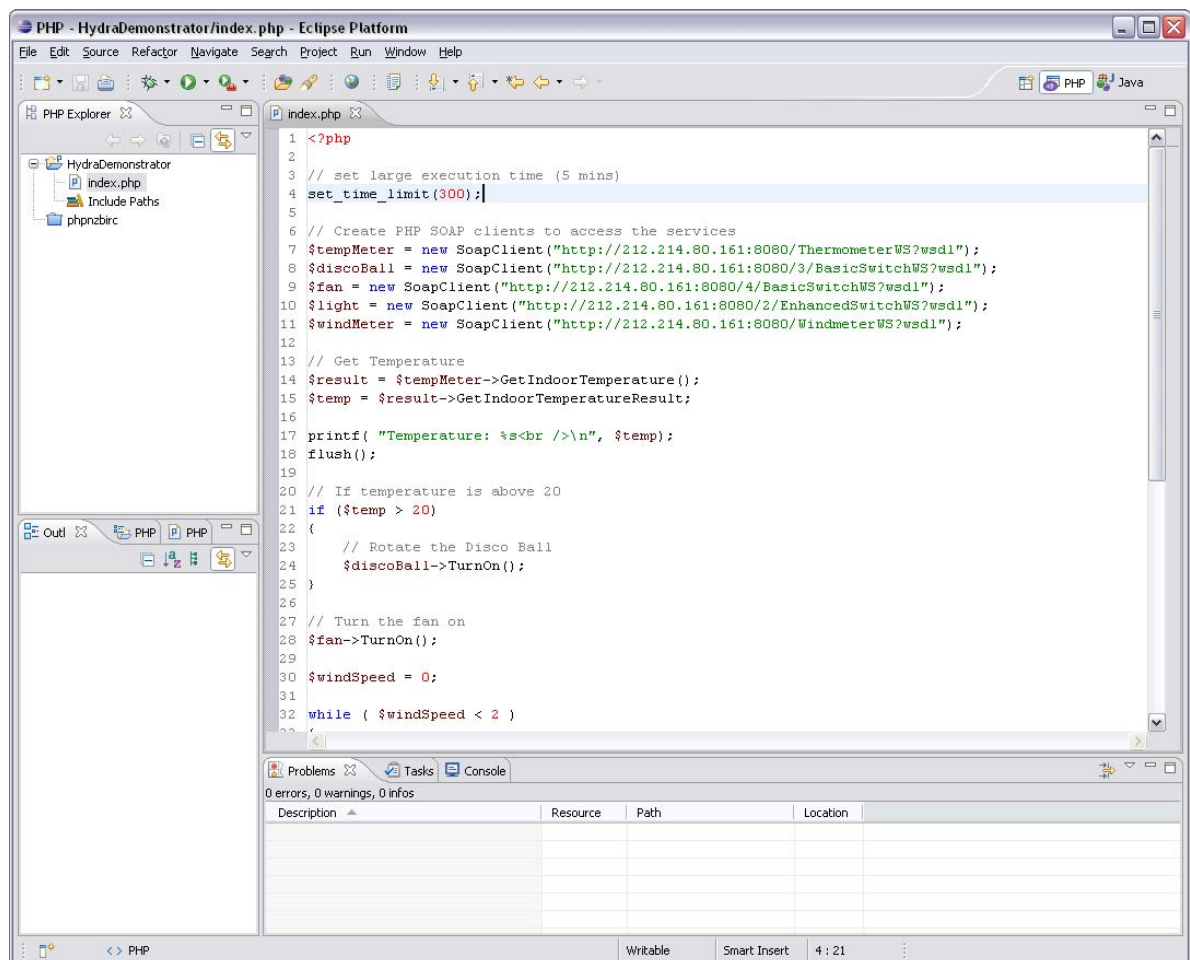 PHP - HydraDemonstrator/index.php - Eclipse Platform
File Edit Source Refactor Navigate Search Project Run Window Help
PHP Java
PHP Explorer
index.php
HydraDemonstrator
index.php
Include Paths
phpnzbirc
1 <?php
2
3 // set large execution time (5 mins)
4 set_time_limit(300);
5
6 // Create PHP SOAP clients to access the services
7 $tempMeter = new SoapClient("http://212.214.80.161:8080/ThermometerWS?wsdl");
8 $discoBall = new SoapClient("http://212.214.80.161:8080/3/BasicSwitchWS?wsdl");
9 $fan = new SoapClient("http://212.214.80.161:8080/4/BasicSwitchWS?wsdl");
10 $light = new SoapClient("http://212.214.80.161:8080/2/EnhancedSwitchWS?wsdl");
11 $windMeter = new SoapClient("http://212.214.80.161:8080/WindmeterWS?wsdl");
12
13 // Get Temperature
14 $result = $tempMeter->GetIndoorTemperature();
15 $temp = $result->GetIndoorTemperatureResult;
16
17 printf( "Temperature: %s<br />\n", $temp);
18 flush();
19
20 // If temperature is above 20
21 if ($temp > 20)
22 {
23 // Rotate the Disco Ball
24 $discoBall->TurnOn();
25 }
26
27 // Turn the fan on
28 $fan->TurnOn();
29
30 $windSpeed = 0;
31
32 while ( $windSpeed < 2 )
Outl PHP PHP
Problems Tasks Console
0 errors, 0 warnings, 0 infos
Description Resource Path Location
<> PHP Writable Smart Insert 4 : 21